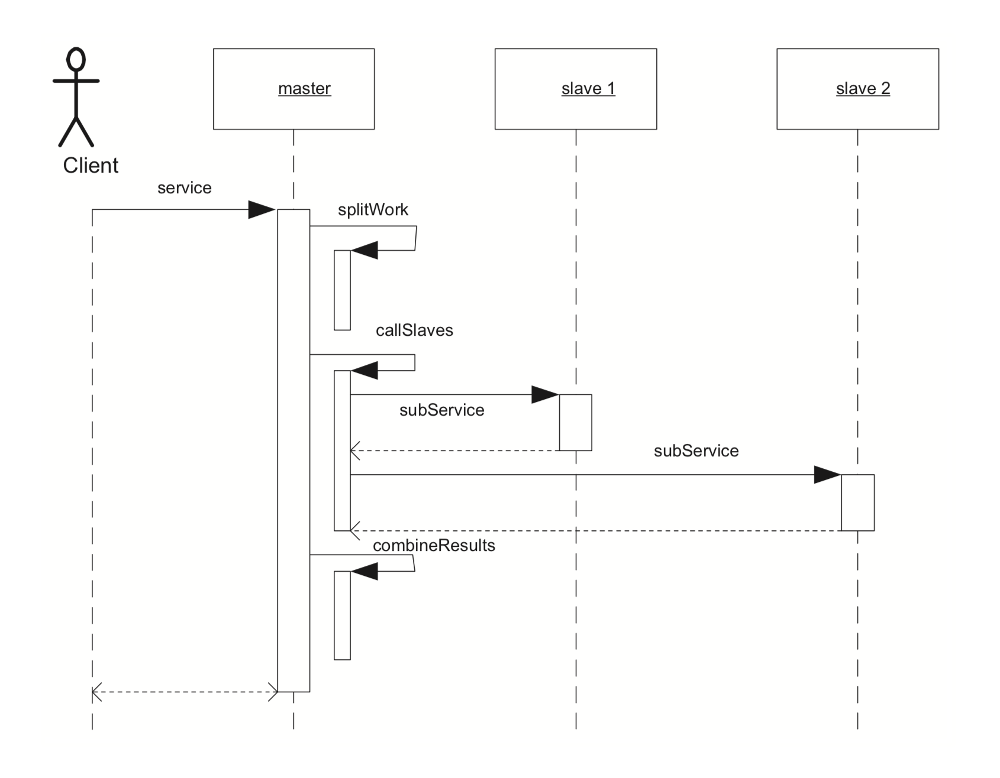 master
slave 1
slave 2
Client
service
splitWork
callSlaves
subService
subService
combineResults